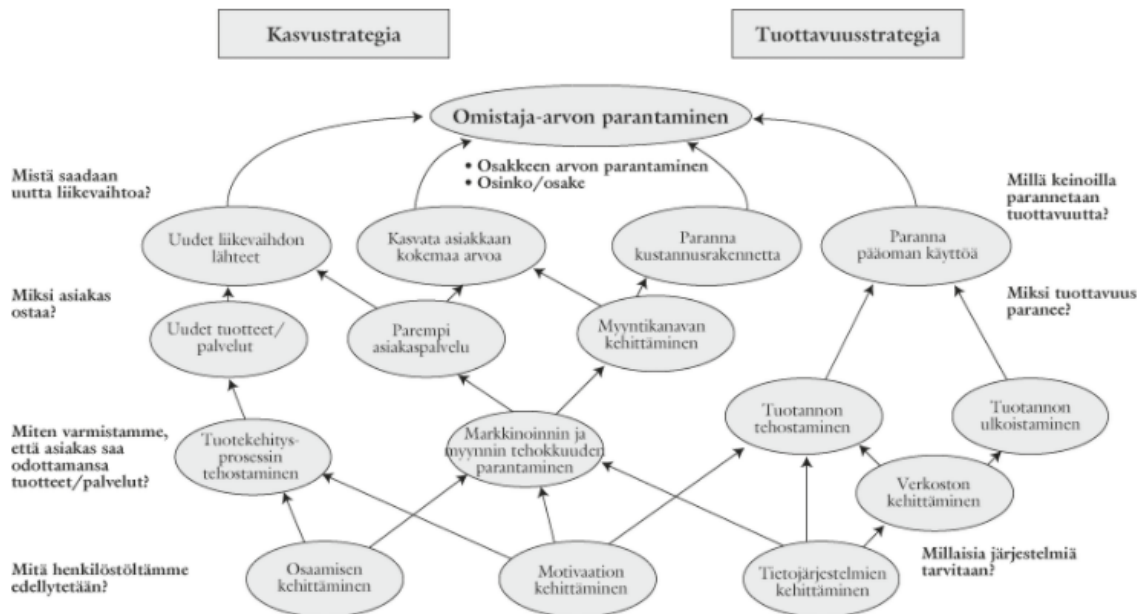 Kasvustrategia
Tuottavuusstrategia
Omistaja-arvon parantaminen
• Osakkeen arvon parantaminen
• Osinko/osake
Mistä saadaan
uutta liikevaihtoa?
Millä keinoilla
parannetaan
tuottavuutta?
Uudet liikevaihdon
lähteet
Kasvata asiakkaan
kokemaa arvoa
Paranna
kustannusrakennetta
Paranna
pääoman käyttöä
Miksi asiakas
ostaa?
Miksi tuottavuus
paranee?
Uudet tuotteet/
palvelut
Parempi
asiakaspalvelu
Myyntikanavan
kehittäminen
Miten varmistamme,
että asiakas saa
odottamansa
tuotteet/palvelut?
Tuotekehitys-
prosessin
tehostaminen
Markkinoinnin ja
myynnin tehokkuuden
parantaminen
Tuotannon
tehostaminen
Tuotannon
ulkoistaminen
Verkoston
kehittäminen
Mitä henkilöstöltämme
edellytetään?
Osaamisen
kehittäminen
Motivaation
kehittäminen
Tietojärjestelmien
kehittäminen
Millaisia järjestelmiä
tarvitaan?